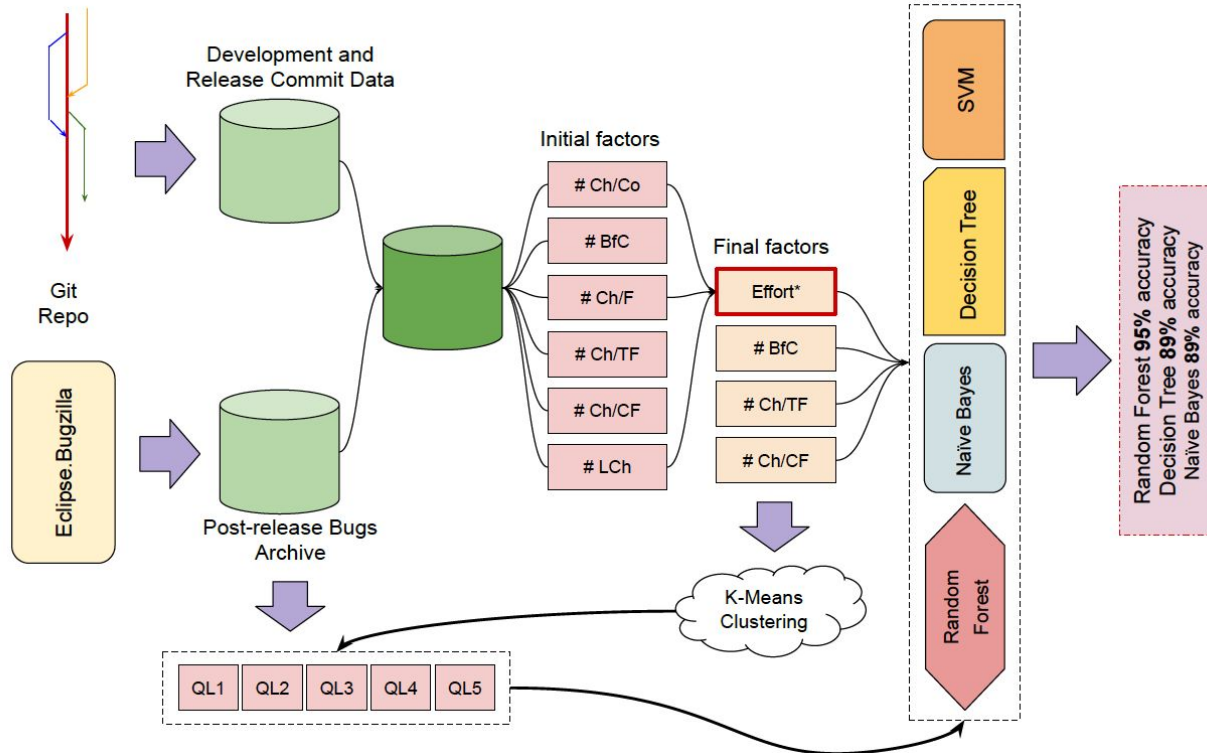 Development and
Release Commit Data
Git
Repo
Eclipse.Bugzilla
Post-release Bugs
Archive
Initial factors
# Ch/Co
# BfC
# Ch/F
# Ch/TF
# Ch/CF
# LCh
Final factors
Effort*
# BfC
# Ch/TF
# Ch/CF
K-Means
Clustering
QL1
QL2
QL3
QL4
QL5
SVM
Decision Tree
Naïve Bayes
Random
Forest
Random Forest 95% accuracy
Decision Tree 89% accuracy
Naïve Bayes 89% accuracy